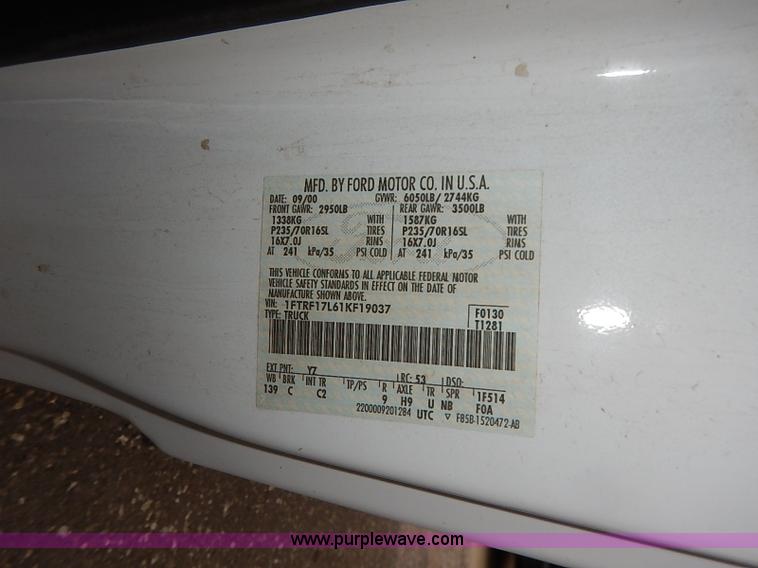 MFD. BY FORD MOTOR CO. IN U.S.A.
DATE: 09/00 GVWR: 6050LB/ 2744KG
FRONT GAWR: 2950LB REAR GAWR: 3500LB
1338KG WITH 1587KG WITH
P235/70R16SL TIRES P235/70R16SL TIRES
16X7.0J RIMS 16X7.0J RIMS
AT 241 kPa/35 PSI COLD AT 241 kPa/35 PSI COLD
THIS VEHICLE CONFORMS TO ALL APPLICABLE FEDERAL MOTOR
VEHICLE SAFETY STANDARDS IN EFFECT ON THE DATE OF
MANUFACTURE SHOWN ABOVE.
VIN: 1FTRF17L61KF19037 F0130
TYPE: TRUCK T1281
EXT PNT: Y7 RC: 53 DSO:
WB BRK INT TR TP/PS R AXLE TR SPR 1F514
139 C C2 9 H9 U NB F0A
2200009201284 UTC ▽ F85B-1520472-AB
www.purplewave.com